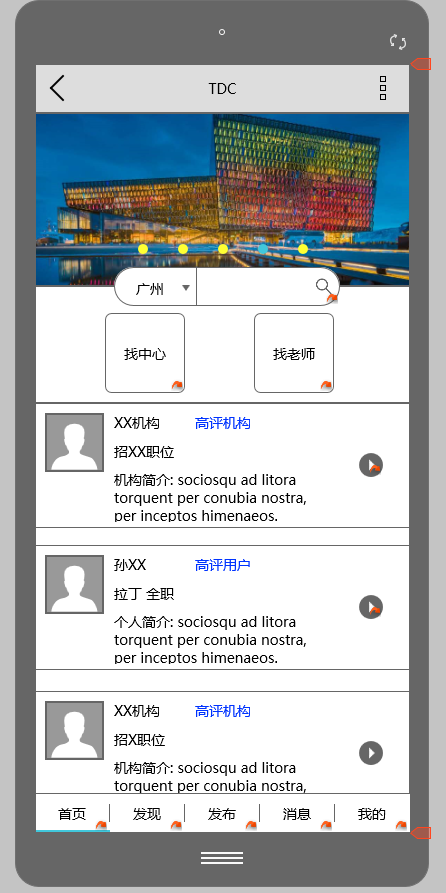 TDC
广州
找中心 找老师
XX机构 高评机构
招XX职位
机构简介: sociosqu ad litora
torquent per conubia nostra,
per inceptos himenaeos.
孙XX 高评用户
拉丁 全职
个人简介: sociosqu ad litora
torquent per conubia nostra,
per inceptos himenaeos.
XX机构 高评机构
招X职位
机构简介: sociosqu ad litora
torquent per conubia nostra,
首页 发现 发布 消息 我的